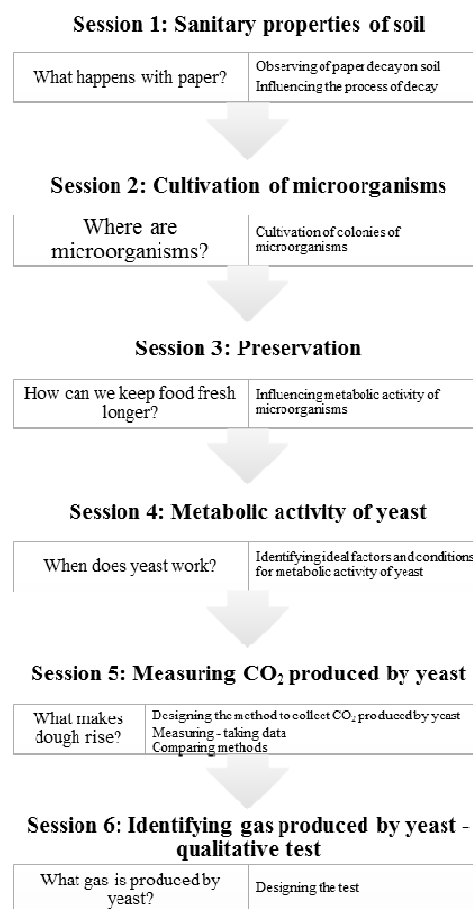 Session 1: Sanitary properties of soil
What happens with paper?
Observing of paper decay on soil
Influencing the process of decay
Session 2: Cultivation of microorganisms
Where are
microorganisms?
Cultivation of colonies of
microorganisms
Session 3: Preservation
How can we keep food fresh
longer?
Influencing metabolic activity of
microorganisms
Session 4: Metabolic activity of yeast
When does yeast work?
Identifying ideal factors and conditions
for metabolic activity of yeast
Session 5: Measuring CO₂ produced by yeast
What makes
dough rise?
Designing the method to collect CO₂ produced by yeast
Measuring - taking data
Comparing methods
Session 6: Identifying gas produced by yeast -
qualitative test
What gas is produced by
yeast?
Designing the test